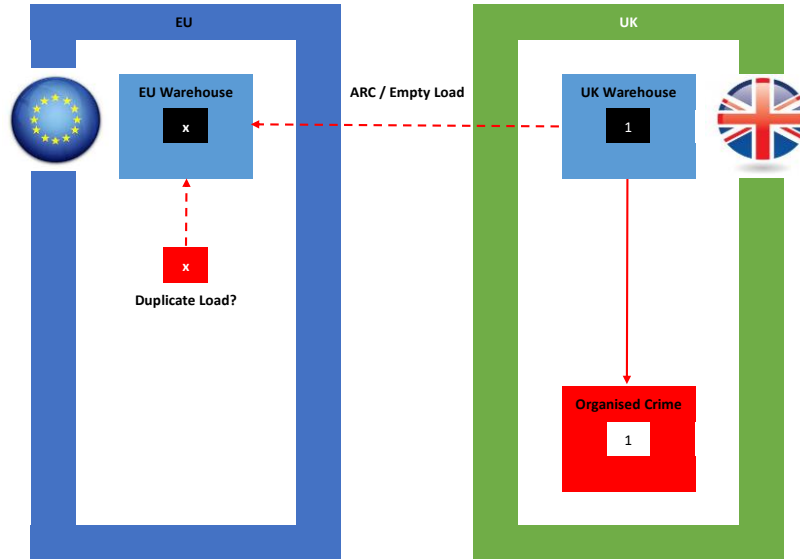 EU
UK
EU Warehouse
x
ARC / Empty Load
UK Warehouse
1
x
Duplicate Load?
Organised Crime
1